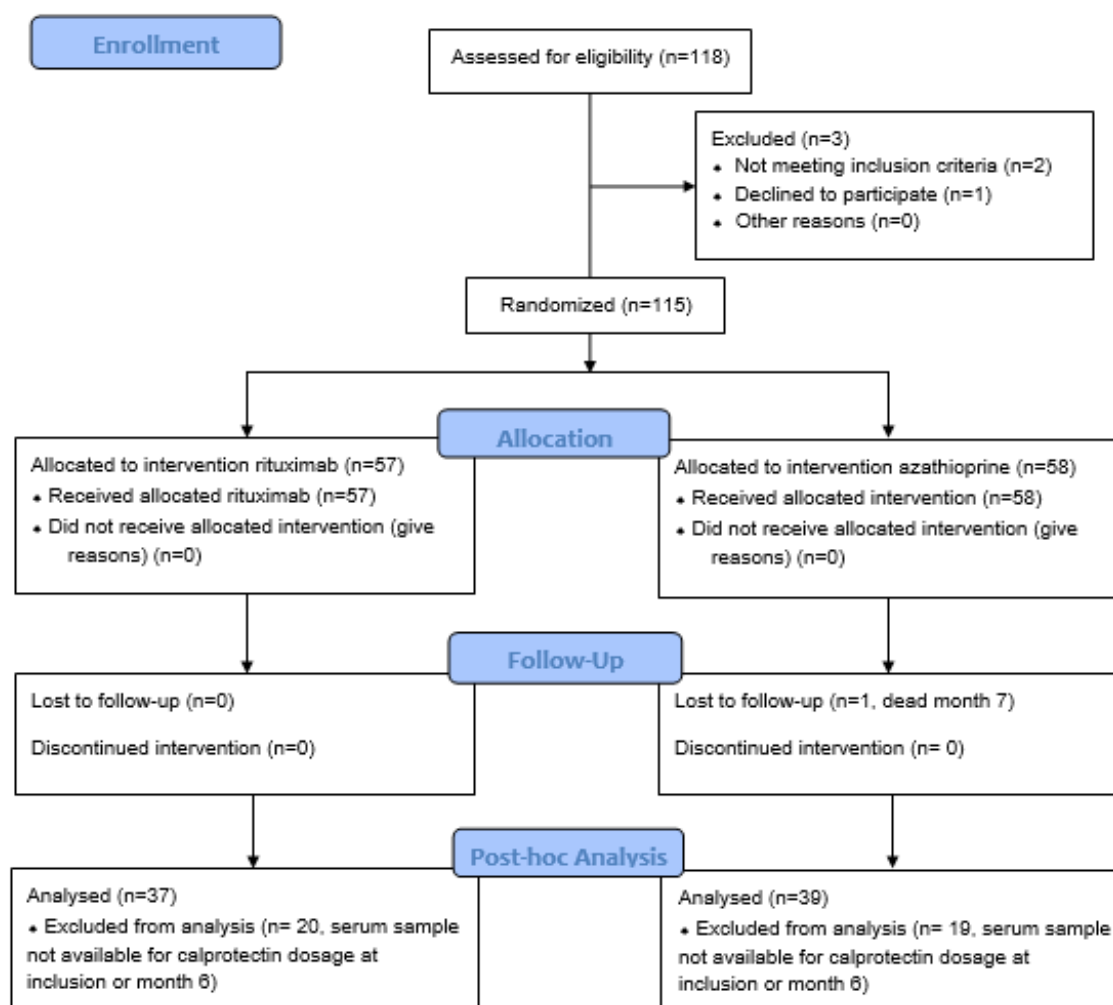 Enrollment
Assessed for eligibility (n=118)
Excluded (n=3)
• Not meeting inclusion criteria (n=2)
• Declined to participate (n=1)
• Other reasons (n=0)
Randomized (n=115)
Allocation
Allocated to intervention rituximab (n=57)
• Received allocated rituximab (n=57)
• Did not receive allocated intervention (give
reasons) (n=0)
Allocated to intervention azathioprine (n=58)
• Received allocated intervention (n=58)
• Did not receive allocated intervention (give
reasons) (n=0)
Follow-Up
Lost to follow-up (n=0)
Discontinued intervention (n=0)
Lost to follow-up (n=1, dead month 7)
Discontinued intervention (n= 0)
Post-hoc Analysis
Analysed (n=37)
• Excluded from analysis (n= 20, serum sample
not available for calprotectin dosage at
inclusion or month 6)
Analysed (n=39)
• Excluded from analysis (n= 19, serum sample
not available for calprotectin dosage at
inclusion or month 6)